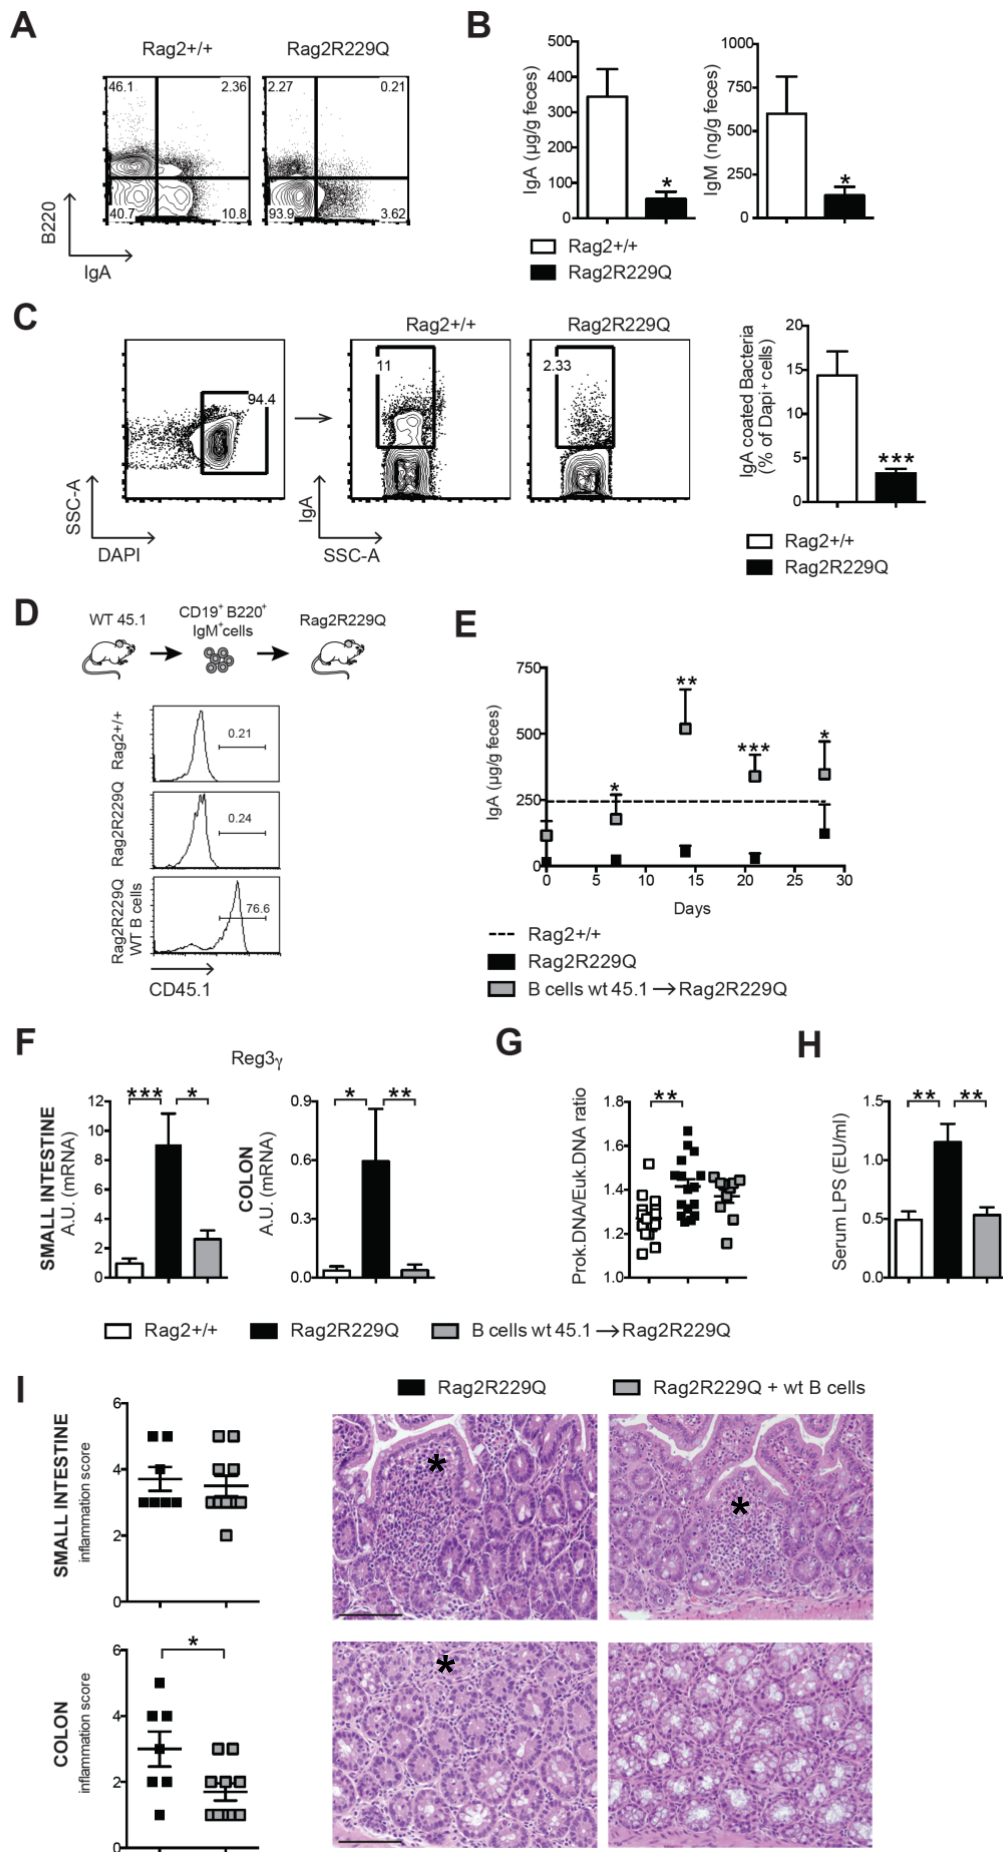 A
Rag2+/+
Rag2R229Q
46.1
2.36
2.27
0.21
40.7
10.8
93.9
3.62
B220
IgA
B
IgA (µg/g feces)
500
400
300
200
100
0
*
IgM (ng/g feces)
1000
750
500
250
0
*
Rag2+/+
Rag2R229Q
C
94.4
SSC-A
DAPI
Rag2+/+
Rag2R229Q
11
2.33
IgA
SSC-A
IgA coated Bacteria
(% of Dapi⁺ cells)
20
15
10
5
0
***
Rag2+/+
Rag2R229Q
D
WT 45.1
CD19⁺ B220⁺
IgM⁺cells
Rag2R229Q
Rag2+/+
0.21
Rag2R229Q
0.24
Rag2R229Q
WT B cells
76.6
CD45.1
E
IgA (µg/g feces)
750
500
250
0
*
**
***
*
0 5 10 15 20 25 30
Days
Rag2+/+
Rag2R229Q
B cells wt 45.1 → Rag2R229Q
F
Reg3γ
SMALL INTESTINE
A.U. (mRNA)
12
10
8
6
4
2
0
*** *
COLON
A.U. (mRNA)
0.9
0.6
0.3
0.0
* **
G
Prok.DNA/Euk.DNA ratio
1.8
1.6
1.4
1.2
1.0
**
H
Serum LPS (EU/ml)
1.5
1.0
0.5
0.0
** **
Rag2+/+
Rag2R229Q
B cells wt 45.1 → Rag2R229Q
I
Rag2R229Q
Rag2R229Q + wt B cells
SMALL INTESTINE
inflammation score
6
4
2
0
*
*
COLON
inflammation score
6
4
2
0
*
*